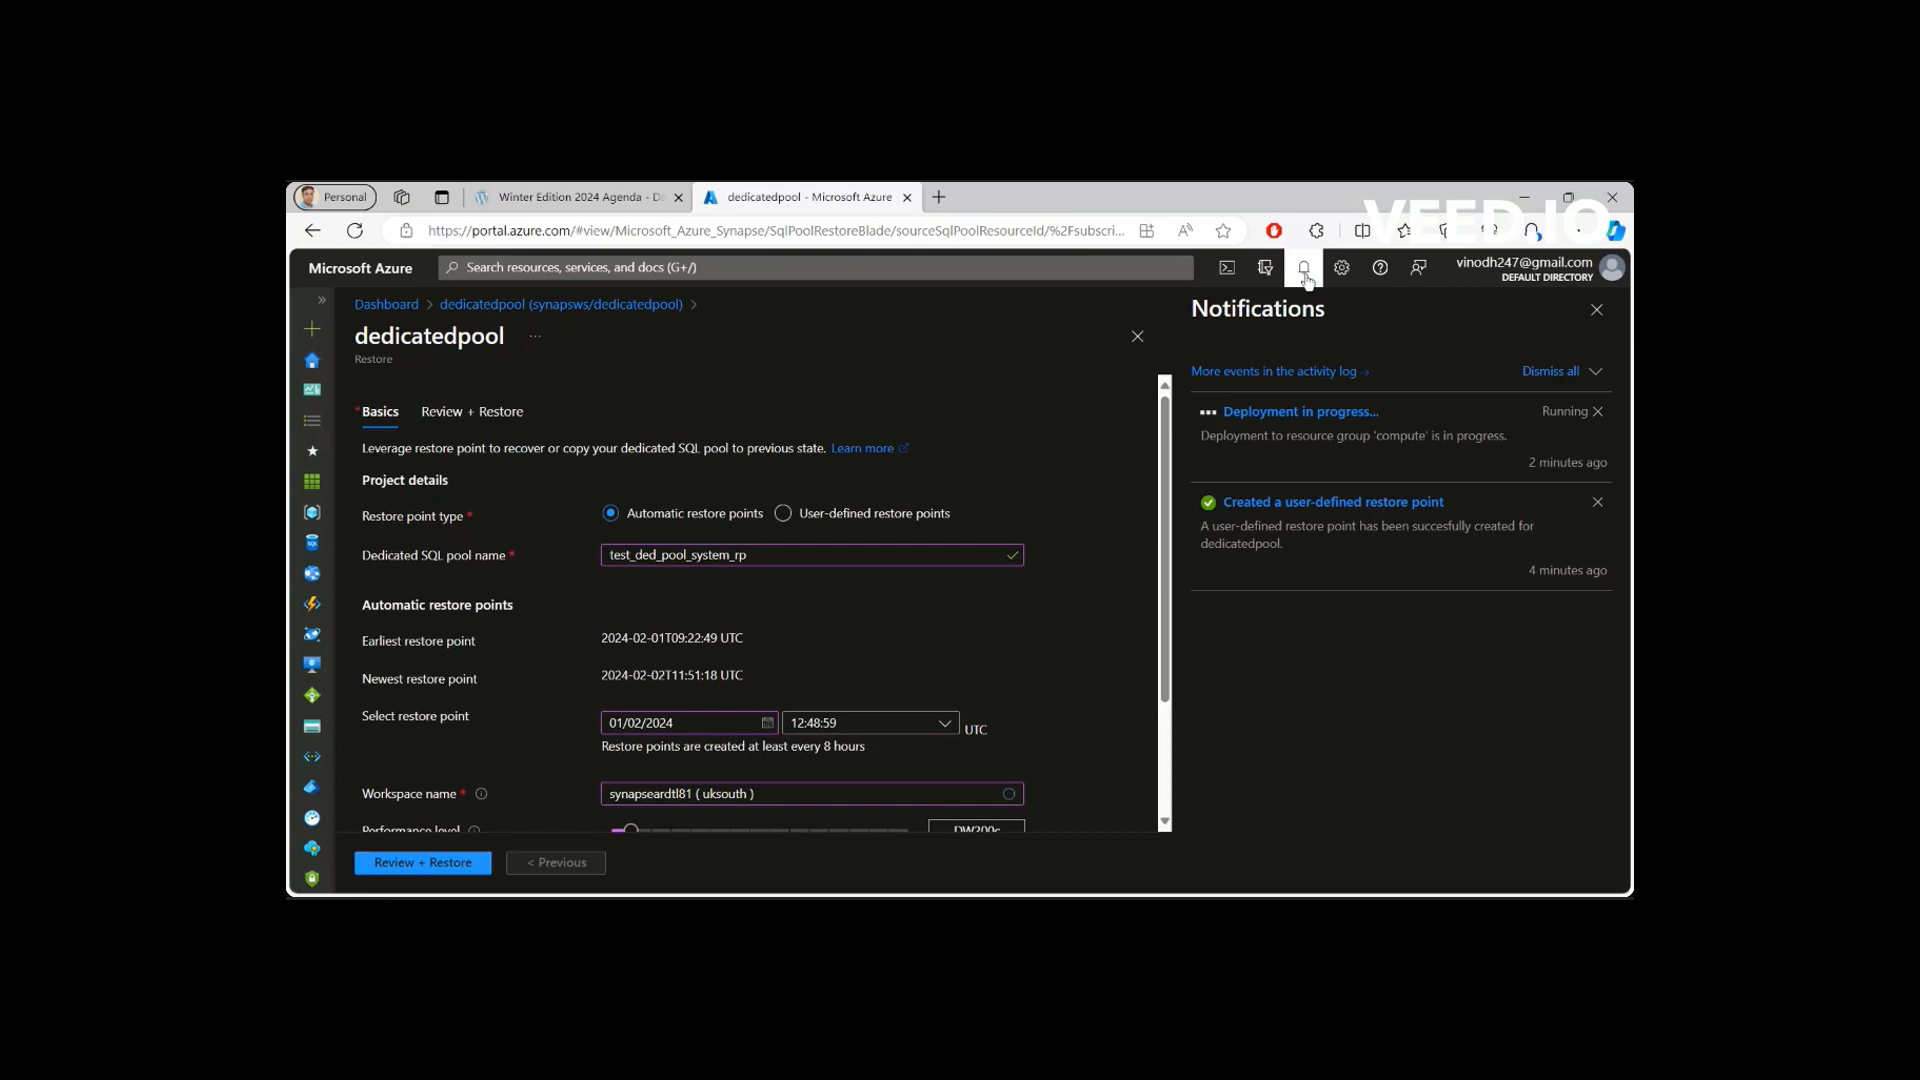 Personal
Winter Edition 2024 Agenda - Da
dedicatedpool - Microsoft Azure
VEED.IO
https://portal.azure.com/#view/Microsoft_Azure_Synapse/SqlPoolRestoreBlade/sourceSqlPoolResourceId/%2Fsubscri...
Microsoft Azure
Search resources, services, and docs (G+/)
vinodh247@gmail.com
DEFAULT DIRECTORY
Dashboard > dedicatedpool (synapsws/dedicatedpool) >
dedicatedpool ...
Restore
* Basics Review + Restore
Leverage restore point to recover or copy your dedicated SQL pool to previous state. Learn more
Project details
Restore point type * Automatic restore points User-defined restore points
Dedicated SQL pool name * test_ded_pool_system_rp
Automatic restore points
Earliest restore point 2024-02-01T09:22:49 UTC
Newest restore point 2024-02-02T11:51:18 UTC
Select restore point 01/02/2024 12:48:59 UTC
Restore points are created at least every 8 hours
Workspace name * synapseardtl81 ( uksouth )
Performance level DW200c
Review + Restore < Previous
Notifications
More events in the activity log → Dismiss all
Deployment in progress... Running
Deployment to resource group 'compute' is in progress.
2 minutes ago
Created a user-defined restore point
A user-defined restore point has been succesfully created for
dedicatedpool.
4 minutes ago